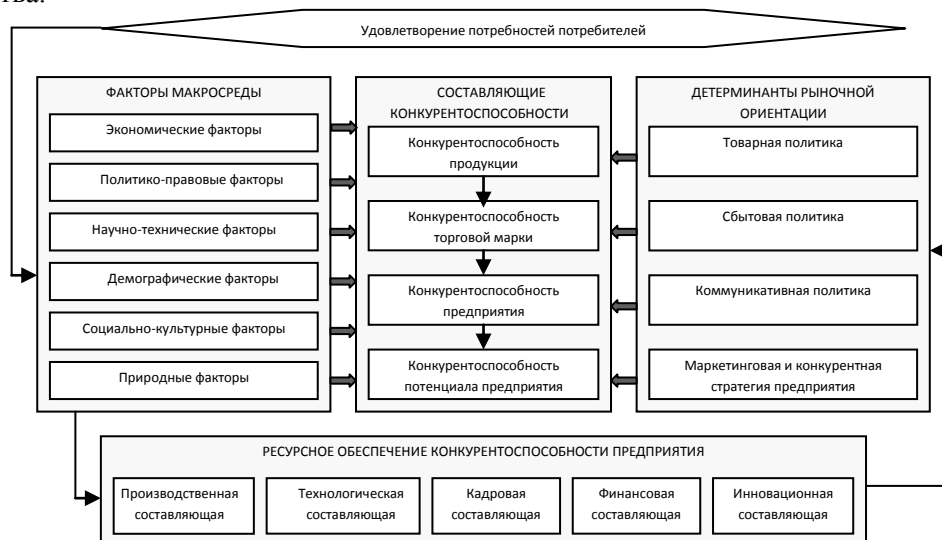 тва.
Удовлетворение потребностей потребителей
ФАКТОРЫ МАКРОСРЕДЫ
Экономические факторы
Политико-правовые факторы
Научно-технические факторы
Демографические факторы
Социально-культурные факторы
Природные факторы
СОСТАВЛЯЮЩИЕ
КОНКУРЕНТОСПОСОБНОСТИ
Конкурентоспособность
продукции
Конкурентоспособность
торговой марки
Конкурентоспособность
предприятия
Конкурентоспособность
потенциала предприятия
ДЕТЕРМИНАНТЫ РЫНОЧНОЙ
ОРИЕНТАЦИИ
Товарная политика
Сбытовая политика
Коммуникативная политика
Маркетинговая и конкурентная
стратегия предприятия
РЕСУРСНОЕ ОБЕСПЕЧЕНИЕ КОНКУРЕНТОСПОСОБНОСТИ ПРЕДПРИЯТИЯ
Производственная
составляющая
Технологическая
составляющая
Кадровая
составляющая
Финансовая
составляющая
Инновационная
составляющая